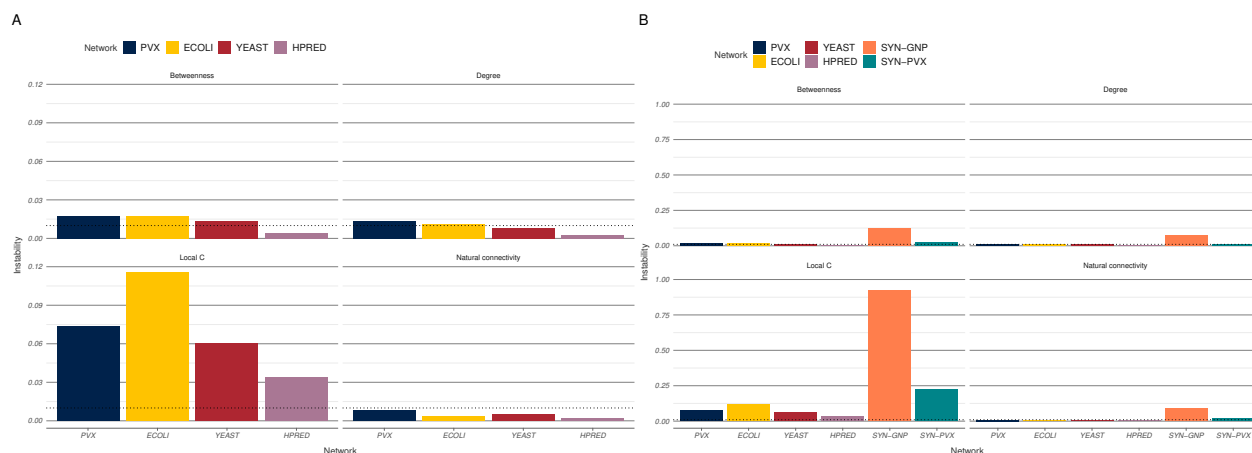 A
Network PVX ECOLI YEAST HPRED
Betweenness Degree
0.12
0.09
0.06
0.03
0.00
Local C Natural connectivity
0.12
0.09
0.06
0.03
0.00
Instability
PVX ECOLI YEAST HPRED PVX ECOLI YEAST HPRED
Network
B
Network PVX YEAST SYN-GNP
ECOLI HPRED SYN-PVX
Betweenness Degree
1.00
0.75
0.50
0.25
0.00
Local C Natural connectivity
1.00
0.75
0.50
0.25
0.00
Instability
PVX ECOLI YEAST HPRED SYN-GNP SYN-PVX PVX ECOLI YEAST HPRED SYN-GNP SYN-PVX
Network